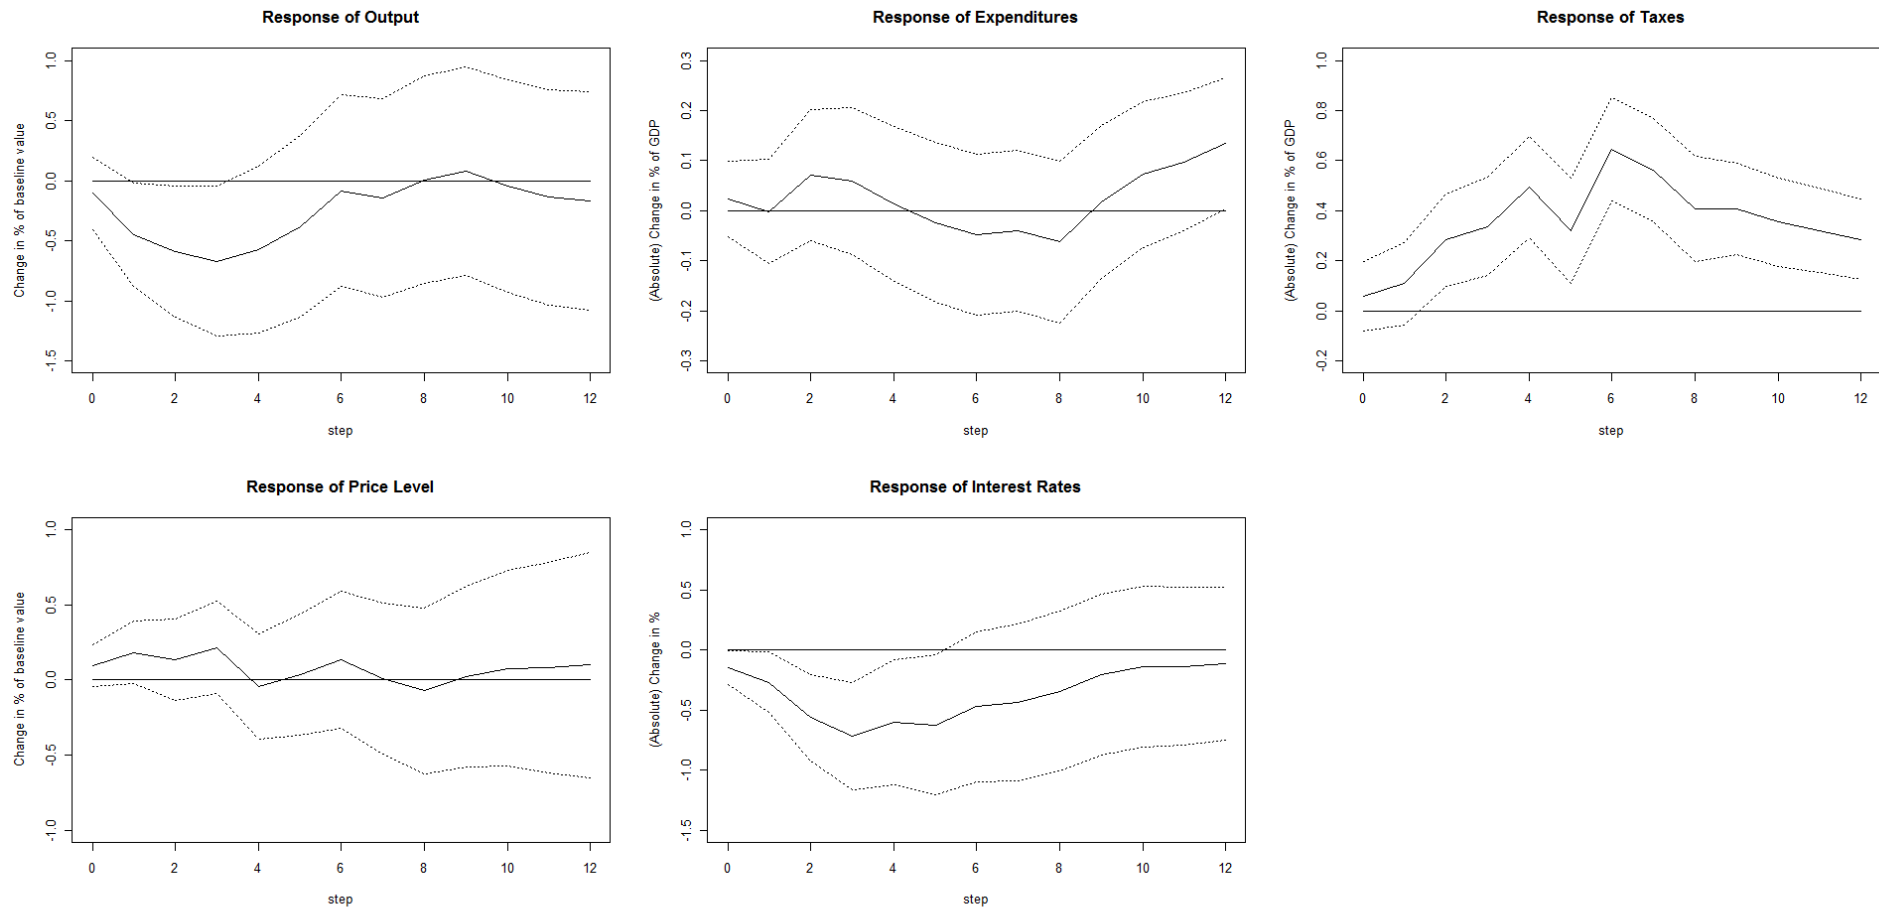 Response of Output
Change in % of baseline value
1.0
0.5
0.0
-0.5
-1.0
-1.5
0 2 4 6 8 10 12
step
Response of Expenditures
(Absolute) Change in % of GDP
0.3
0.2
0.1
0.0
-0.1
-0.2
-0.3
0 2 4 6 8 10 12
step
Response of Taxes
(Absolute) Change in % of GDP
1.0
0.8
0.6
0.4
0.2
0.0
-0.2
0 2 4 6 8 10 12
step
Response of Price Level
Change in % of baseline value
1.0
0.5
0.0
-0.5
-1.0
0 2 4 6 8 10 12
step
Response of Interest Rates
(Absolute) Change in %
1.0
0.5
0.0
-0.5
-1.0
-1.5
0 2 4 6 8 10 12
step